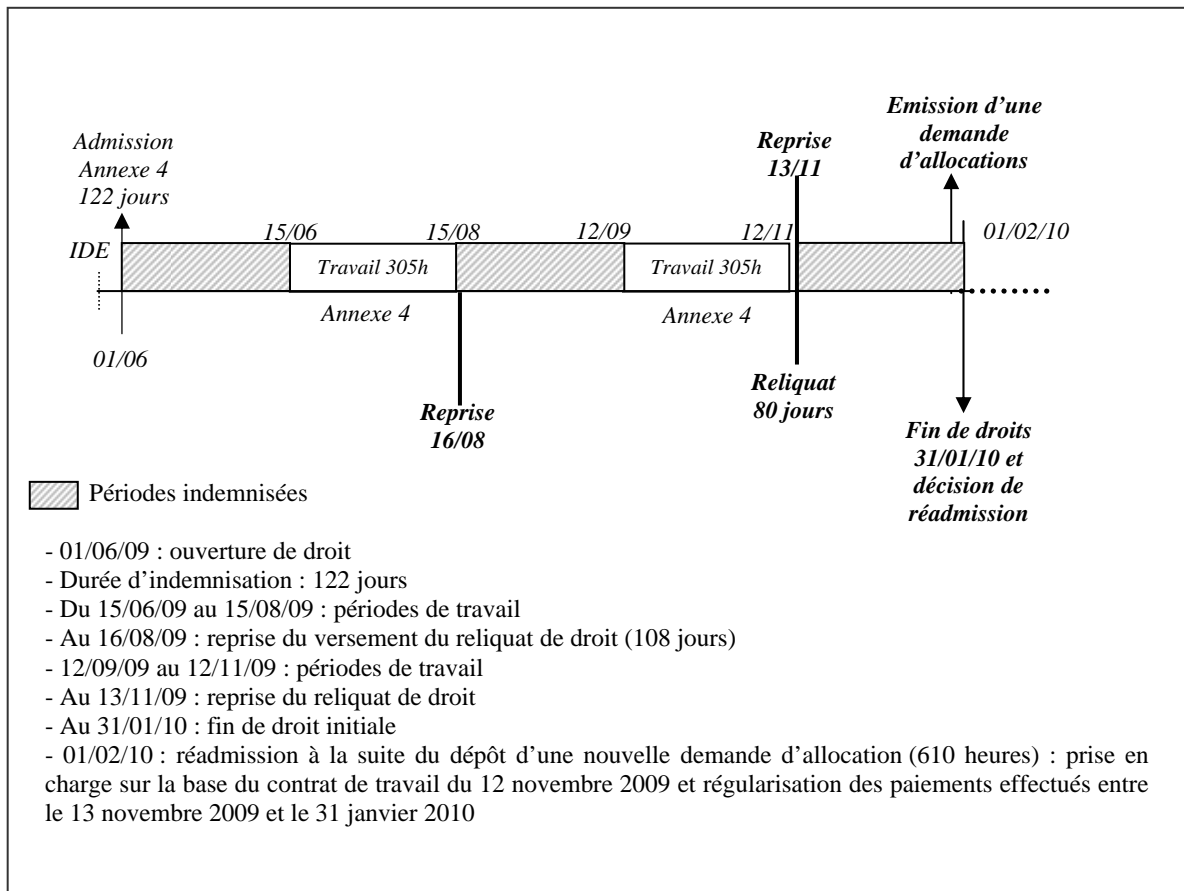 Emission d’une
demande
d’allocations
Admission
Annexe 4
122 jours
Reprise
13/11
IDE
15/06
15/08
12/09
12/11
01/02/10
Travail 305h
Travail 305h
Annexe 4
Annexe 4
01/06
Reprise
16/08
Reliquat
80 jours
Fin de droits
31/01/10 et
décision de
réadmission
Périodes indemnisées
- 01/06/09 : ouverture de droit
- Durée d’indemnisation : 122 jours
- Du 15/06/09 au 15/08/09 : périodes de travail
- Au 16/08/09 : reprise du versement du reliquat de droit (108 jours)
- 12/09/09 au 12/11/09 : périodes de travail
- Au 13/11/09 : reprise du reliquat de droit
- Au 31/01/10 : fin de droit initiale
- 01/02/10 : réadmission à la suite du dépôt d’une nouvelle demande d’allocation (610 heures) : prise en
charge sur la base du contrat de travail du 12 novembre 2009 et régularisation des paiements effectués entre
le 13 novembre 2009 et le 31 janvier 2010